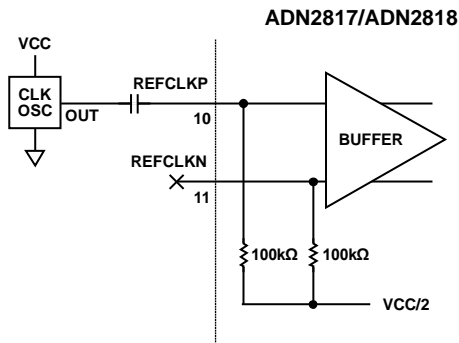 ADN2817/ADN2818
VCC
CLK
OSC
OUT
REFCLKP
10
BUFFER
REFCLKN
11
100kΩ
100kΩ
VCC/2